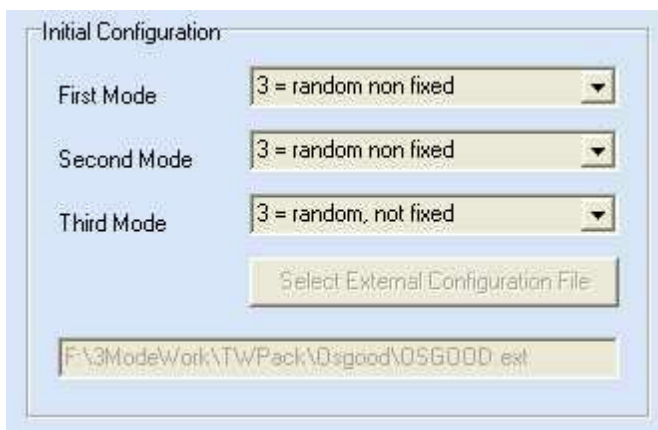 Initial Configuration
First Mode 3 = random non fixed
Second Mode 3 = random non fixed
Third Mode 3 = random, not fixed
Select External Configuration File
F:\3ModeWork\TWPack\Osgood\OSGOOD.ext